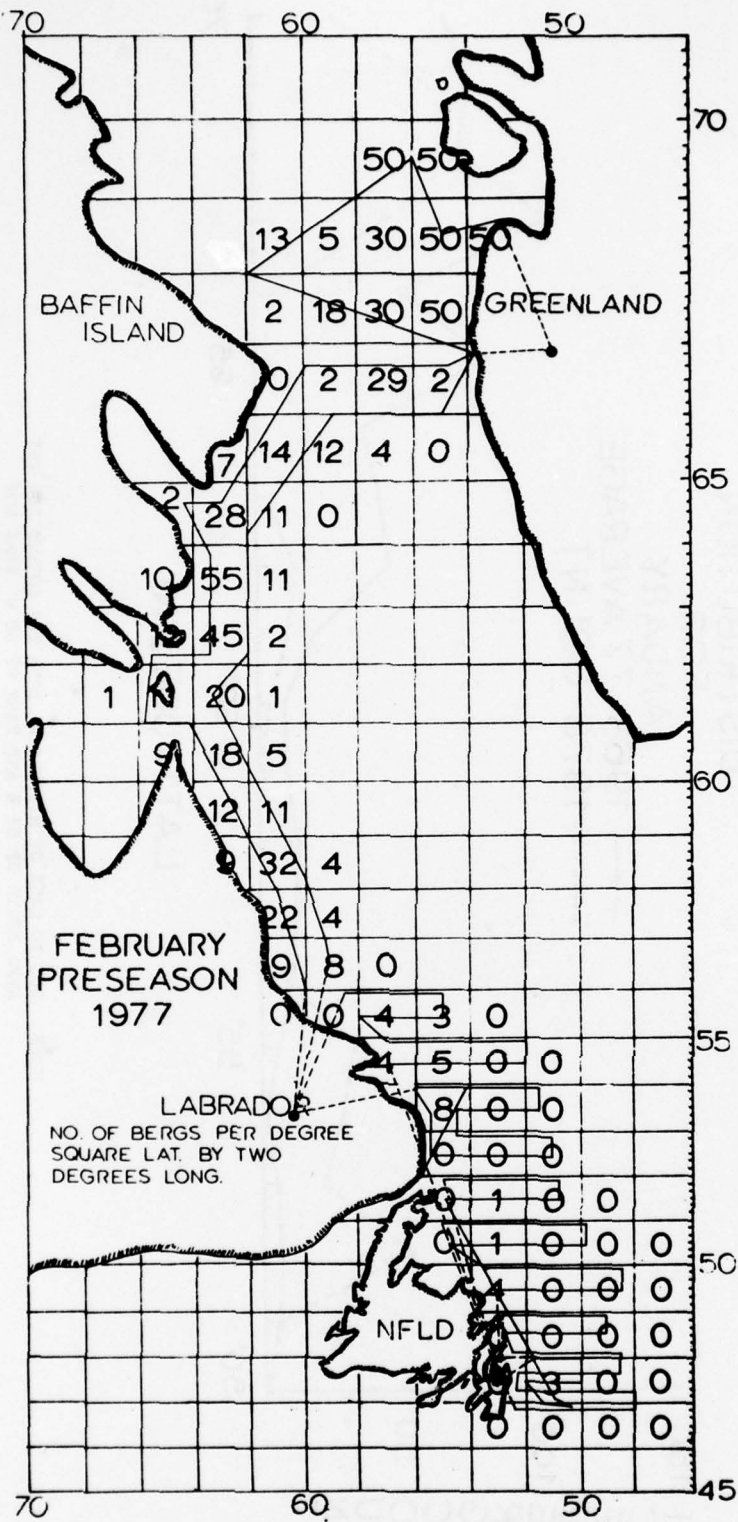 70 60 50
70
50 50
13 5 30 50 50
BAFFIN
ISLAND
2 18 30 50 GREENLAND
0 2 29 2
7 14 12 4 0
65
2 28 11 0
10 55 11
45 2
1 20 1
9 18 5
60
12 11
9 32 4
22 4
FEBRUARY
PRESEASON
1977
9 8 0
0 0 4 3 0
55
4 5 0 0
LABRADOR
8 0 0
NO. OF BERGS PER DEGREE
SQUARE LAT. BY TWO
DEGREES LONG.
0 0 0
0 1 0 0
0 1 0 0 0
50
4 0 0 0
NFLD
0 0 0 0
3 0 0
0 0 0 0
45
70 60 50